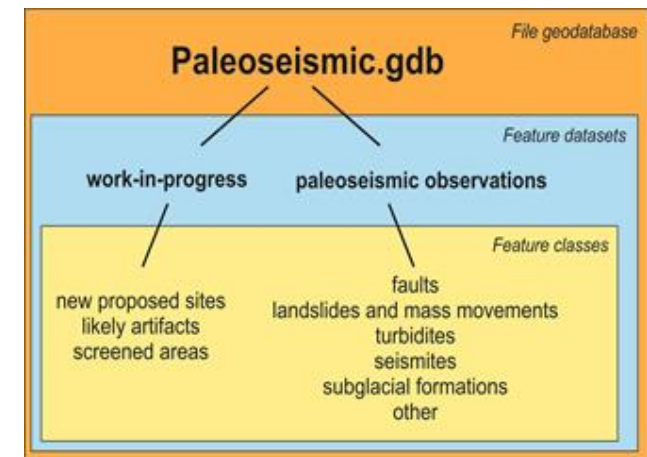 File geodatabase
Paleoseismic.gdb
Feature datasets
work-in-progress
paleoseismic observations
Feature classes
new proposed sites
likely artifacts
screened areas
faults
landslides and mass movements
turbidites
seismites
subglacial formations
other